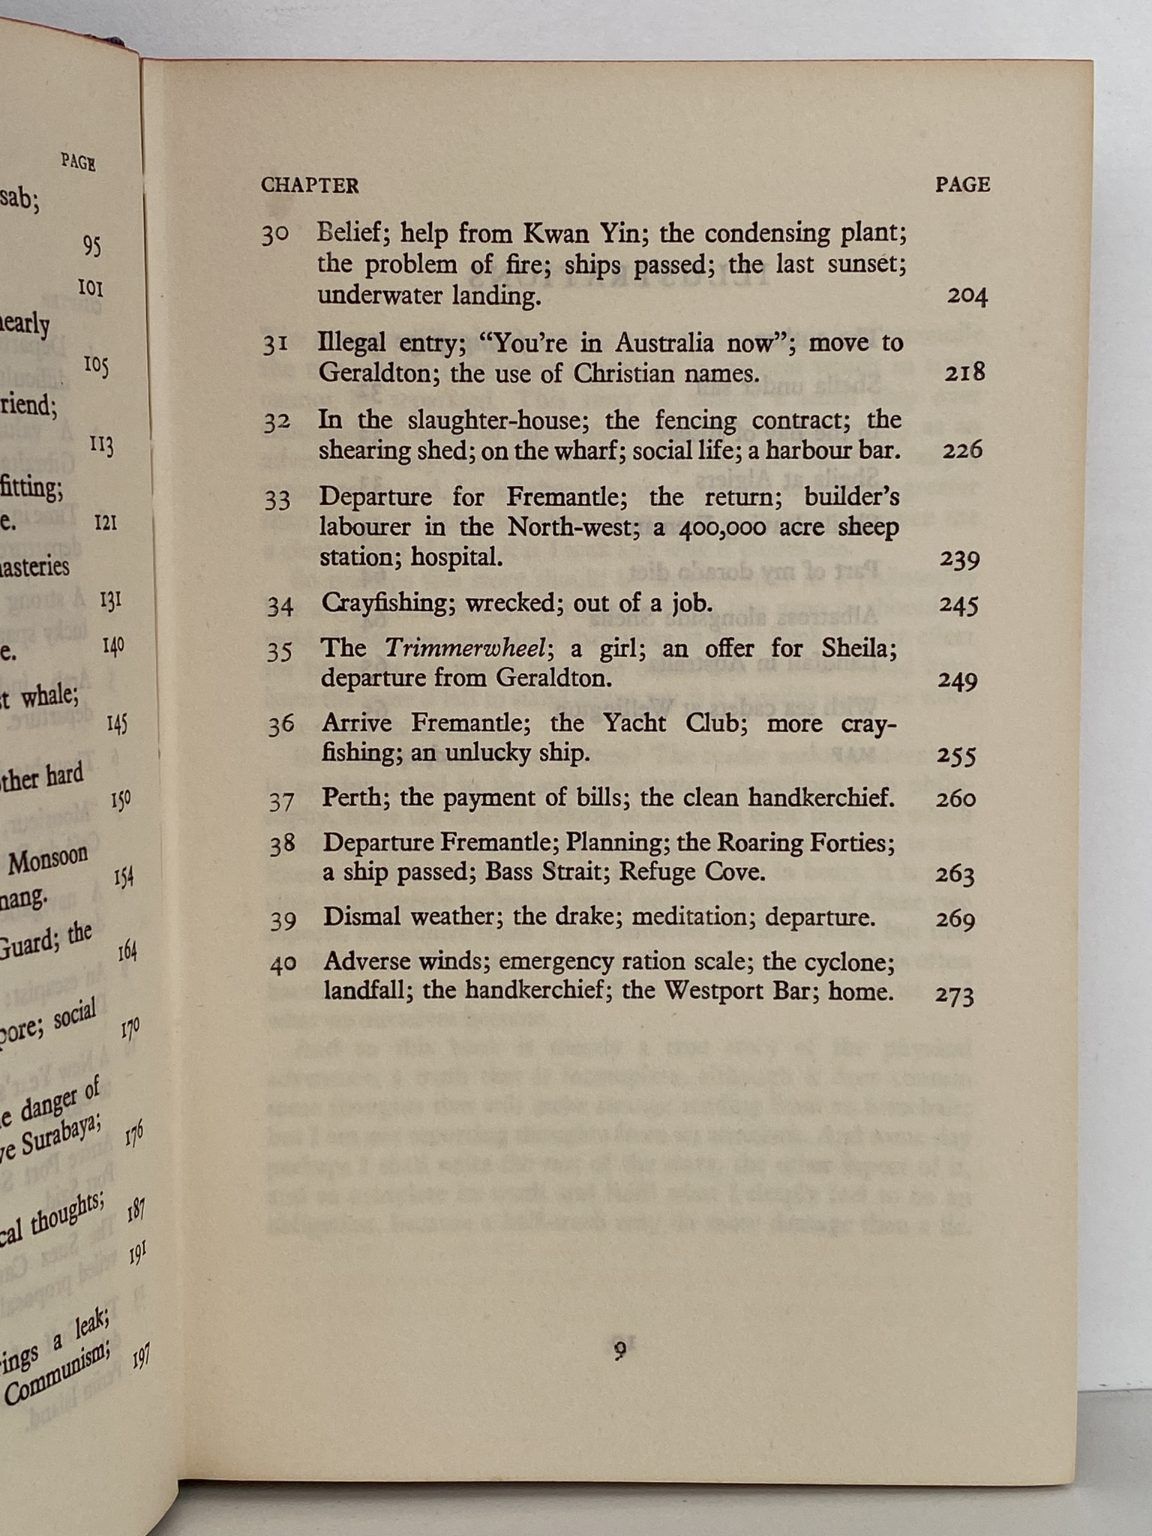 PAGE
sab;
95
101
nearly
105
riend;
113
fitting;
e. 121
nasteries
131
e. 140
t whale;
145
other hard
150
Monsoon
nang. 154
Guard; the
164
pore; social
170
e danger of
ve Surabaya;
176
cal thoughts;
187
191
ings a leak;
Communism;
197
CHAPTER PAGE
30 Belief; help from Kwan Yin; the condensing plant;
the problem of fire; ships passed; the last sunset;
underwater landing. 204
31 Illegal entry; “You’re in Australia now”; move to
Geraldton; the use of Christian names. 218
32 In the slaughter-house; the fencing contract; the
shearing shed; on the wharf; social life; a harbour bar. 226
33 Departure for Fremantle; the return; builder’s
labourer in the North-west; a 400,000 acre sheep
station; hospital. 239
34 Crayfishing; wrecked; out of a job. 245
35 The Trimmerwheel; a girl; an offer for Sheila;
departure from Geraldton. 249
36 Arrive Fremantle; the Yacht Club; more cray-
fishing; an unlucky ship. 255
37 Perth; the payment of bills; the clean handkerchief. 260
38 Departure Fremantle; Planning; the Roaring Forties;
a ship passed; Bass Strait; Refuge Cove. 263
39 Dismal weather; the drake; meditation; departure. 269
40 Adverse winds; emergency ration scale; the cyclone;
landfall; the handkerchief; the Westport Bar; home. 273
9